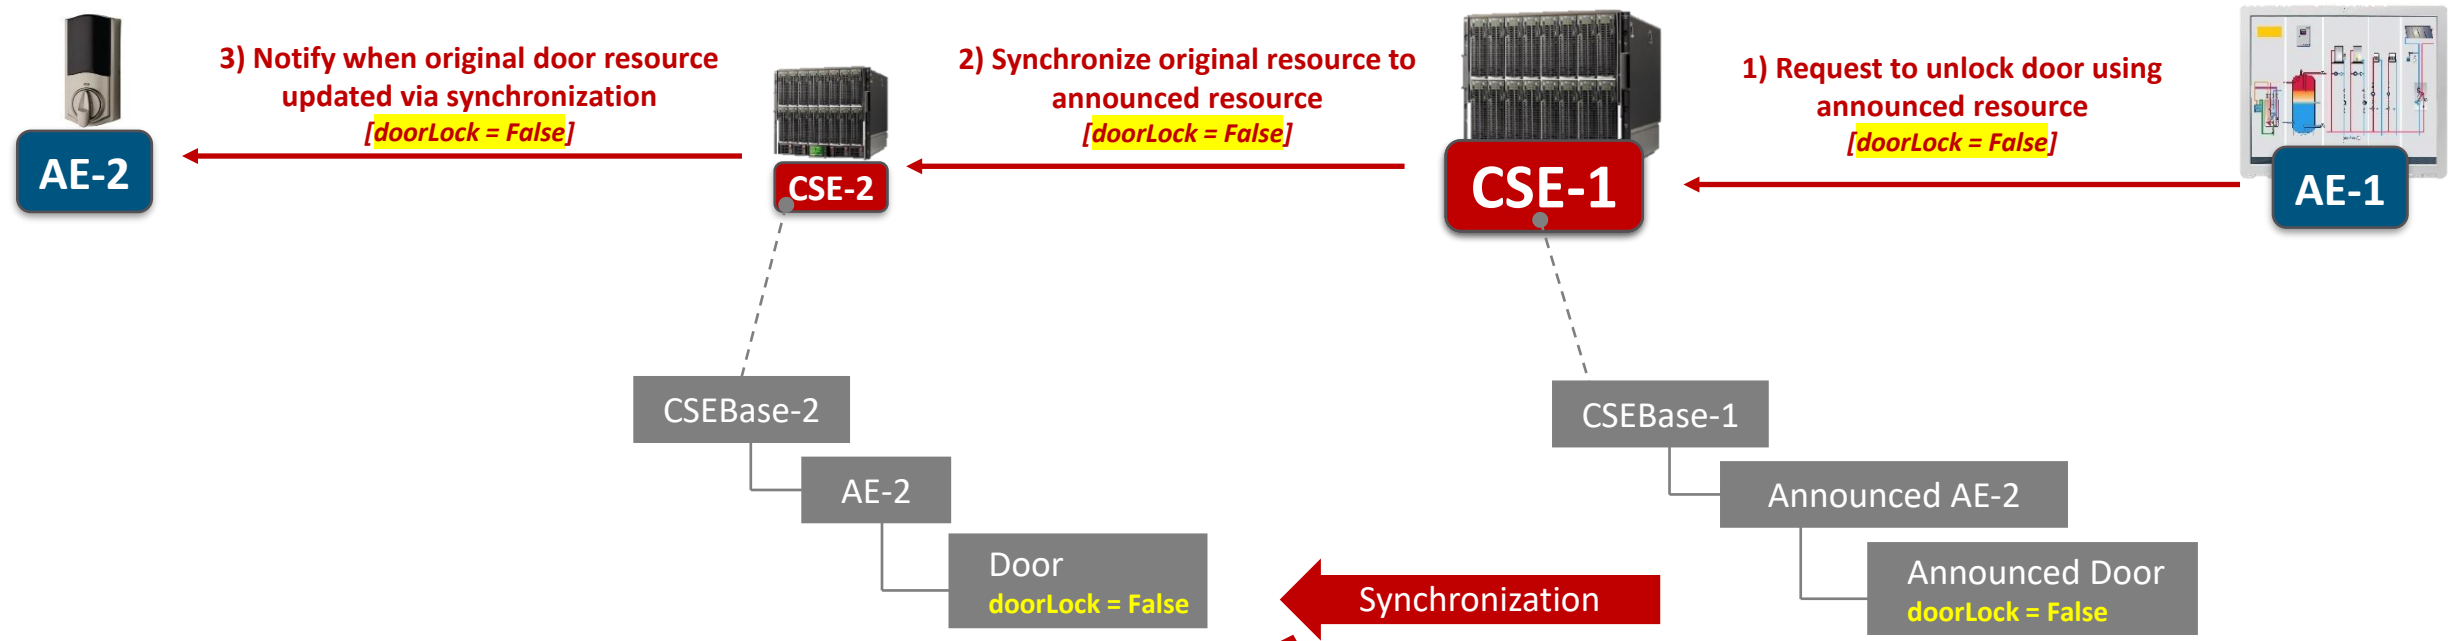 3) Notify when original door resource
updated via synchronization
[doorLock = False]
2) Synchronize original resource to
announced resource
[doorLock = False]
1) Request to unlock door using
announced resource
[doorLock = False]
AE-2
CSE-2
CSE-1
AE-1
CSEBase-2
AE-2
Door
doorLock = False
Synchronization
CSEBase-1
Announced AE-2
Announced Door
doorLock = False